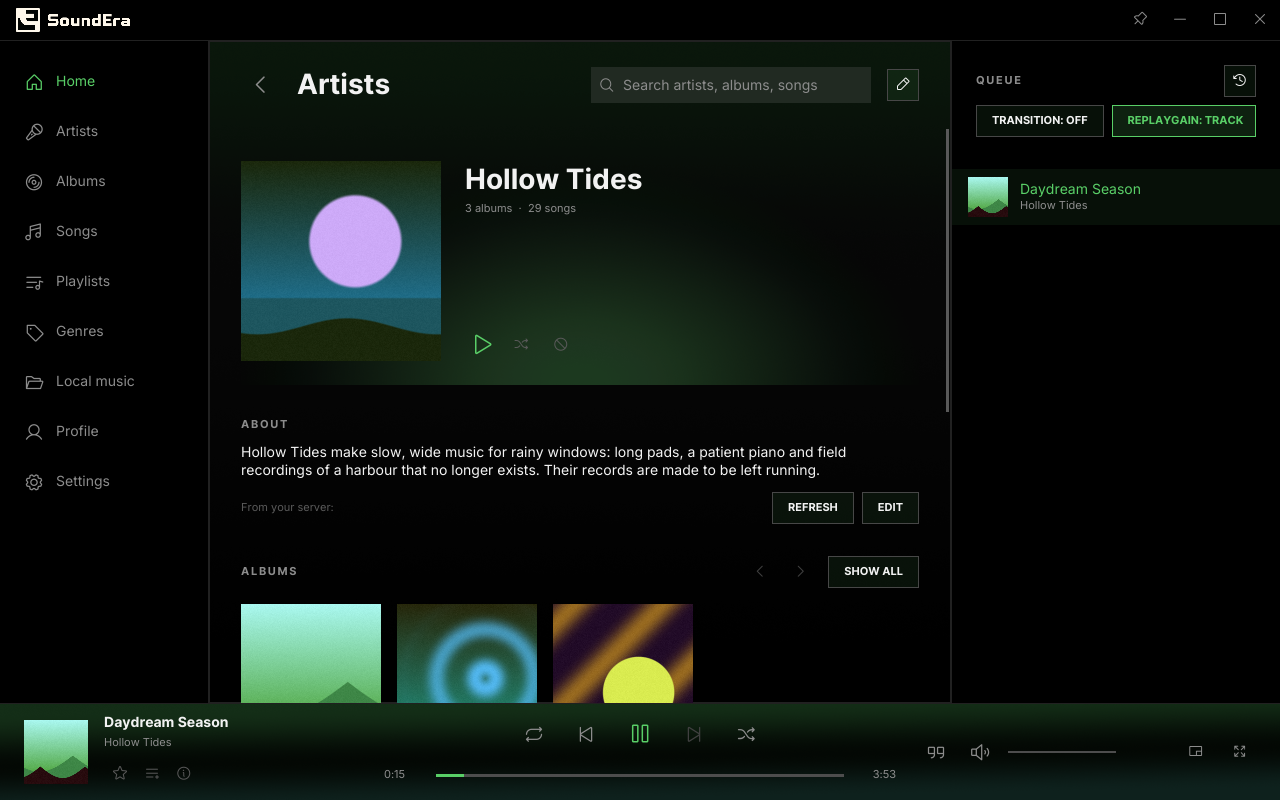 SoundEra
Home
Artists
Albums
Songs
Playlists
Genres
Local music
Profile
Settings
Artists
Search artists, albums, songs
Hollow Tides
3 albums · 29 songs
ABOUT
Hollow Tides make slow, wide music for rainy windows: long pads, a patient piano and field
recordings of a harbour that no longer exists. Their records are made to be left running.
From your server:
REFRESH
EDIT
ALBUMS
SHOW ALL
QUEUE
TRANSITION: OFF
REPLAYGAIN: TRACK
Daydream Season
Hollow Tides
Daydream Season
Hollow Tides
0:15
3:53